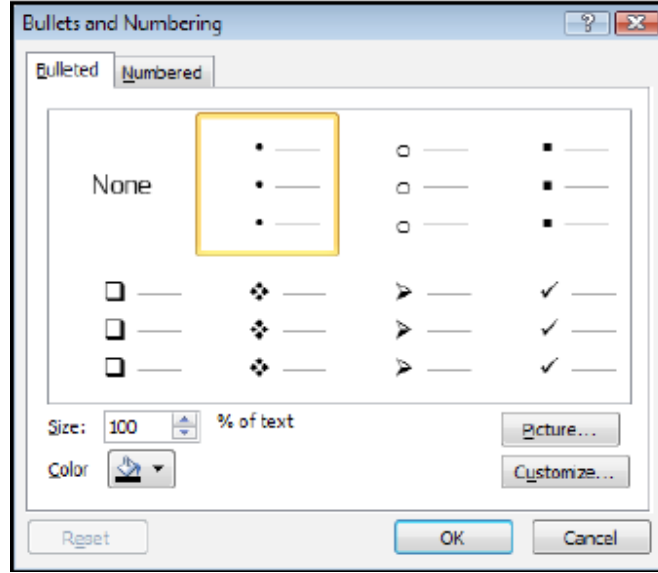 Bullets and Numbering
Bulleted Numbered
None
Size: 100 % of text Picture...
Color Customize...
Reset OK Cancel